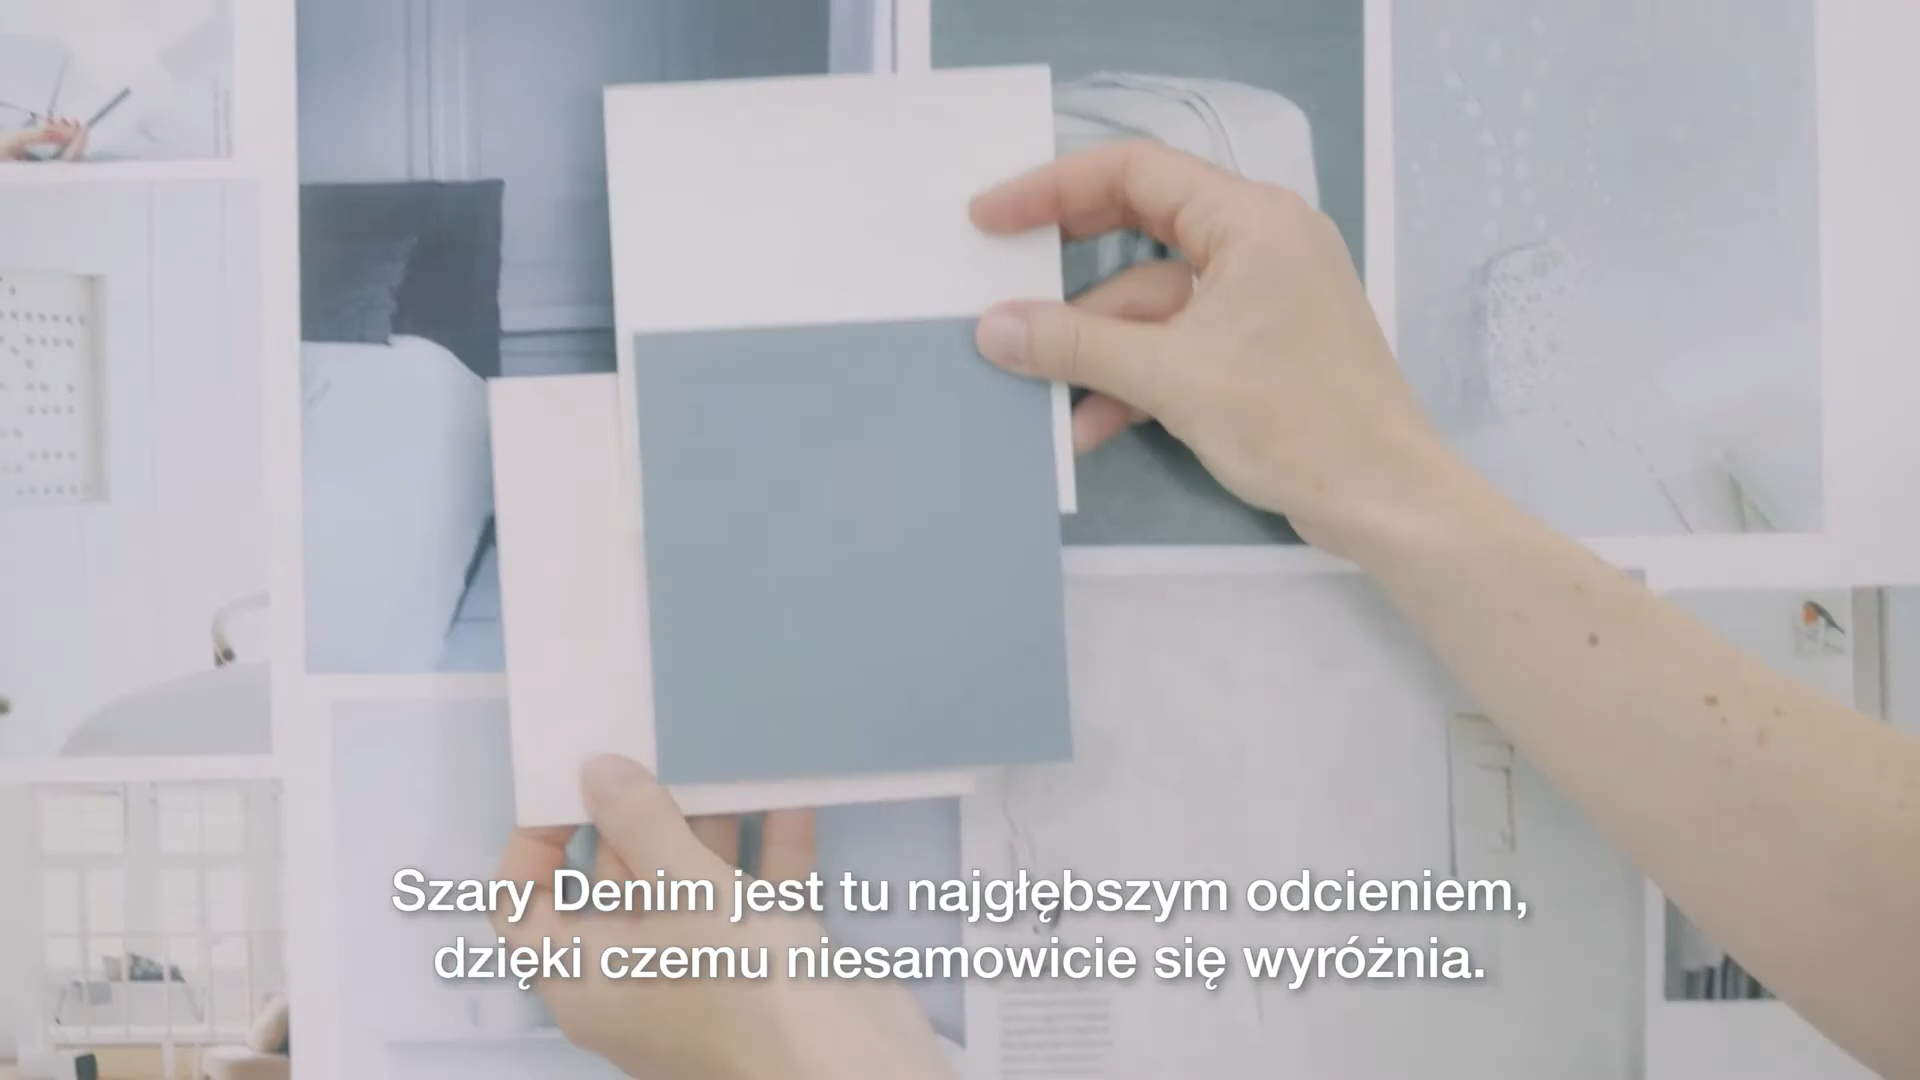 Szary Denim jest tu najgłębszym odcieniem,
dzięki czemu niesamowicie się wyróżnia.